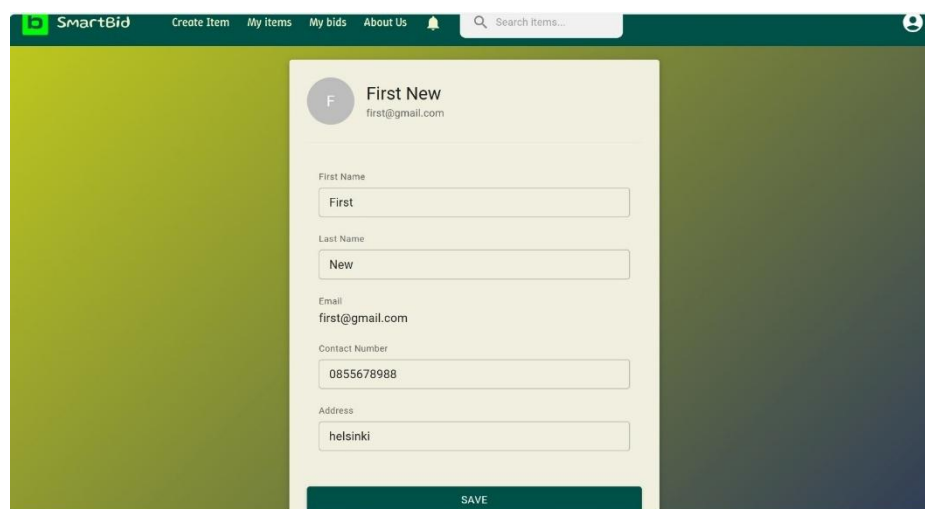 b SmartBid Create Item My items My bids About Us Search items...
F First New
first@gmail.com
First Name
First
Last Name
New
Email
first@gmail.com
Contact Number
0855678988
Address
helsinki
SAVE